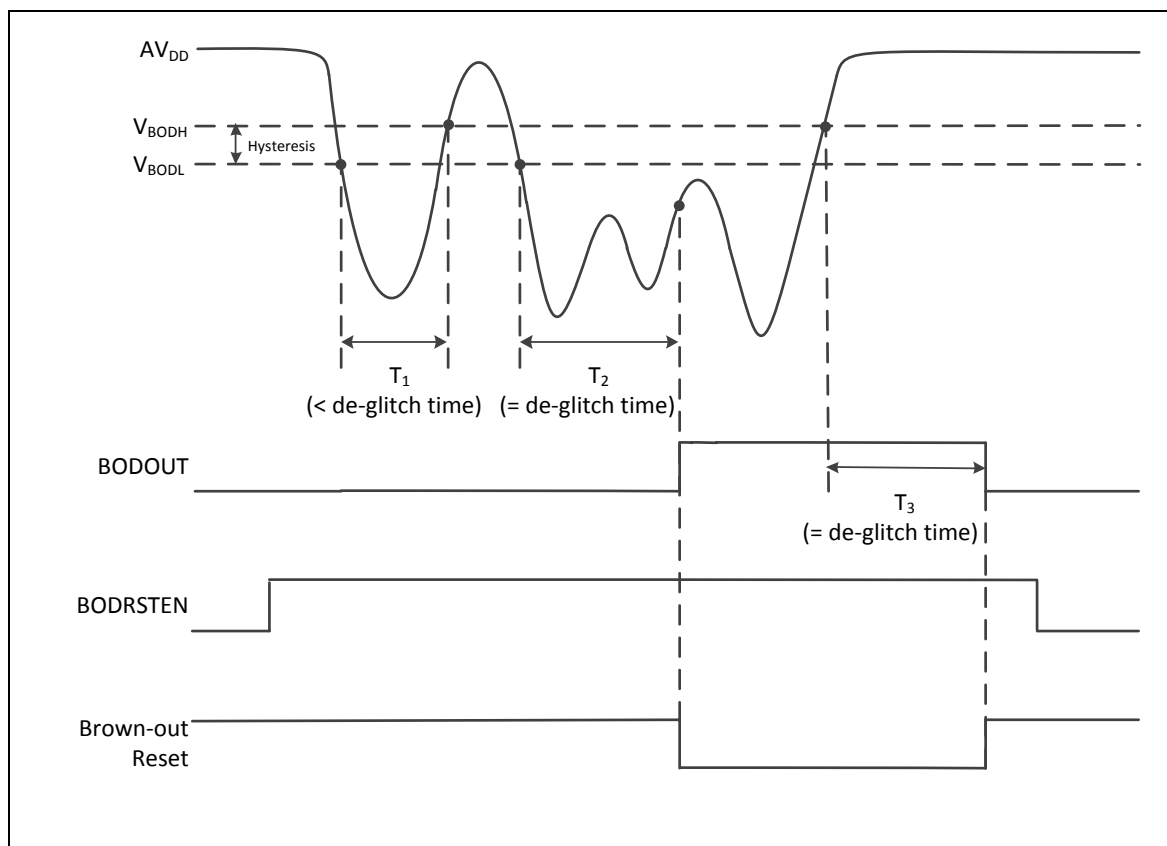 AVDD
VBODH
Hysteresis
VBODL
T1
(< de-glitch time)
T2
(= de-glitch time)
BODOUT
T3
(= de-glitch time)
BODRSTEN
Brown-out
Reset